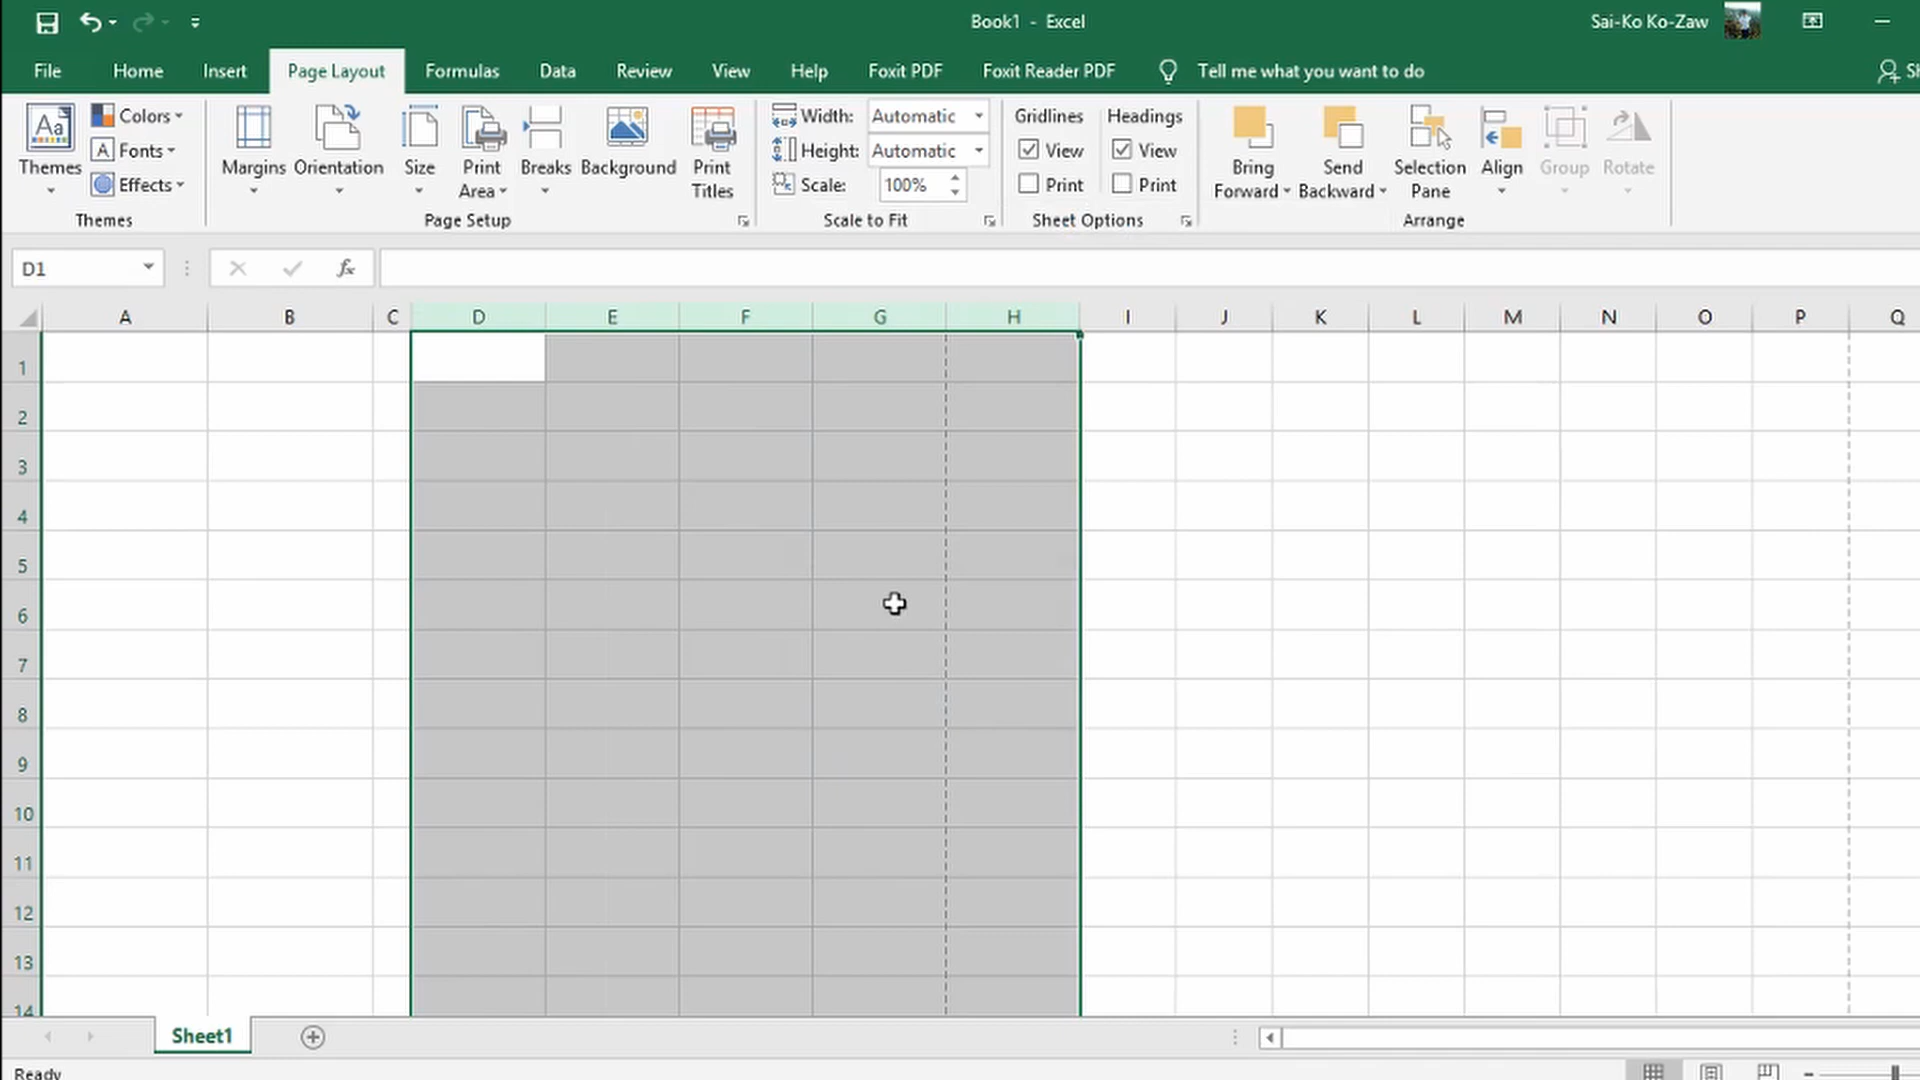 Book1 - Excel
Sai-Ko Ko-Zaw
File Home Insert Page Layout Formulas Data Review View Help Foxit PDF Foxit Reader PDF Tell me what you want to do
Themes
Colors
Fonts
Effects
Themes
Margins
Orientation
Size
Print
Area
Breaks
Background
Print
Titles
Page Setup
Width: Automatic
Height: Automatic
Scale: 100%
Scale to Fit
Gridlines
View
Print
Headings
View
Print
Sheet Options
Bring
Forward
Send
Backward
Selection
Pane
Align
Group
Rotate
Arrange
D1
fx
A B C D E F G H I J K L M N O P Q
1
2
3
4
5
6
7
8
9
10
11
12
13
14
Sheet1
Ready